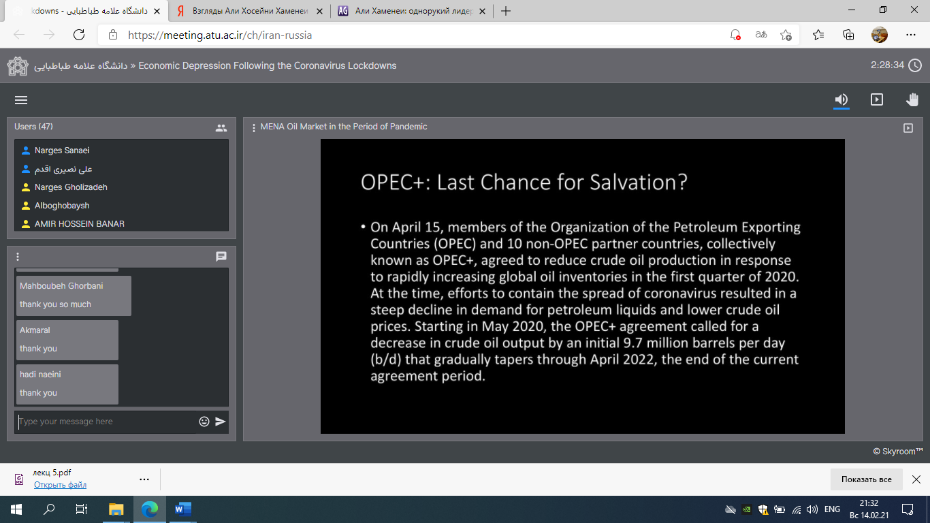 kdowns - دانشگاه علامه طباطبایی
Взгляды Али Хосейни Хаменеи
Али Хаменеи: однорукий лидер
https://meeting.atu.ac.ir/ch/iran-russia
دانشگاه علامه طباطبایی » Economic Depression Following the Coronavirus Lockdowns
2:28:34
Users (47)
Narges Sanaei
علی نصیری اقدم
Narges Gholizadeh
Alboghobaysh
AMIR HOSSEIN BANAR
Mahboubeh Ghorbani
thank you so much
Akmaral
thank you
hadi naeini
thank you
Type your message here
MENA Oil Market in the Period of Pandemic
OPEC+: Last Chance for Salvation?
• On April 15, members of the Organization of the Petroleum Exporting
Countries (OPEC) and 10 non-OPEC partner countries, collectively
known as OPEC+, agreed to reduce crude oil production in response
to rapidly increasing global oil inventories in the first quarter of 2020.
At the time, efforts to contain the spread of coronavirus resulted in a
steep decline in demand for petroleum liquids and lower crude oil
prices. Starting in May 2020, the OPEC+ agreement called for a
decrease in crude oil output by an initial 9.7 million barrels per day
(b/d) that gradually tapers through April 2022, the end of the current
agreement period.
© Skyroom™
лекц 5.pdf
Открыть файл
Показать все
ENG
21:32
Вс 14.02.21